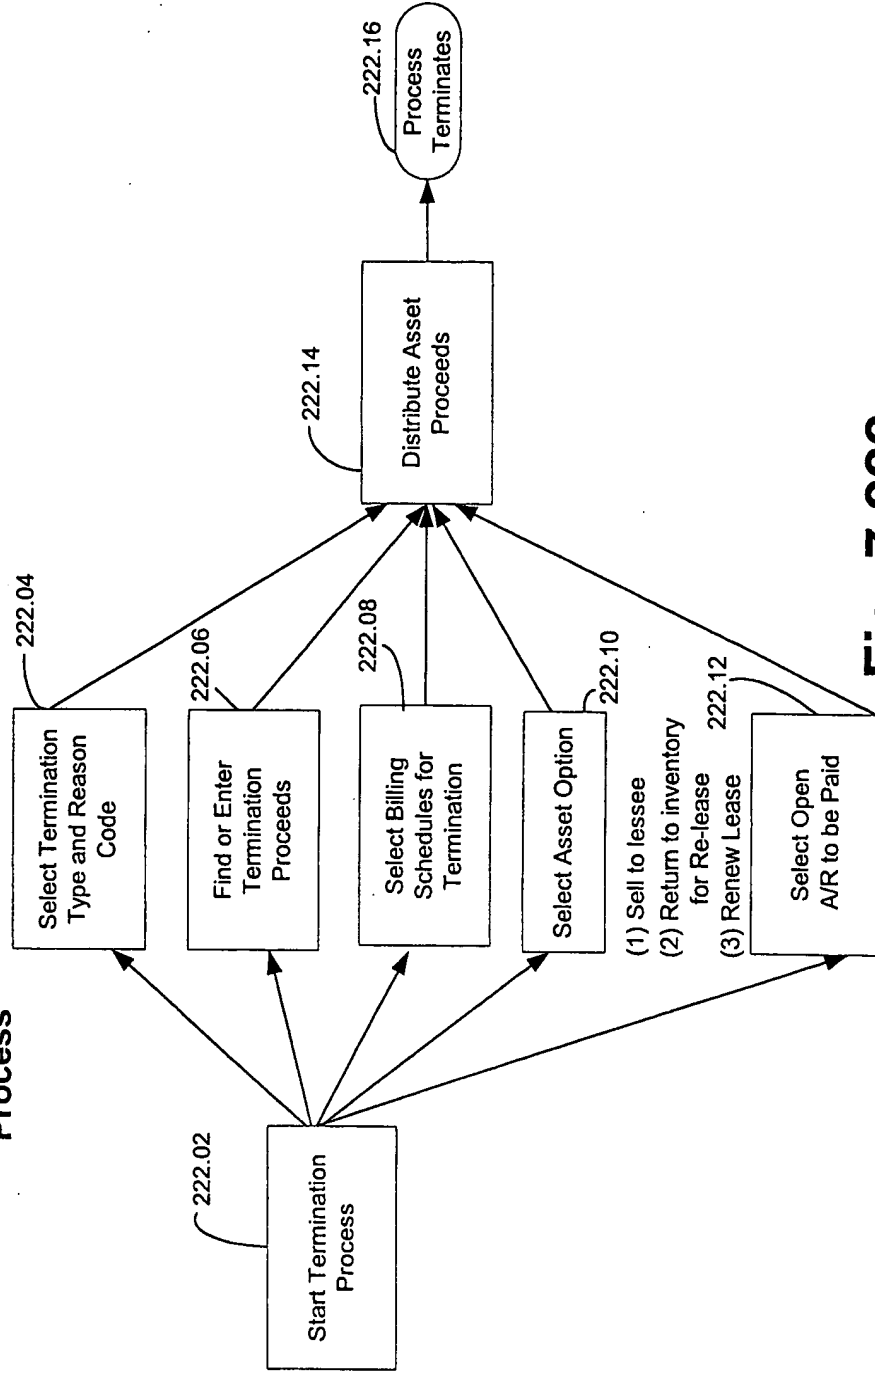 Process
222.02
Start Termination
Process
222.04
Select Termination
Type and Reason
Code
222.06
Find or Enter
Termination
Proceeds
222.08
Select Billing
Schedules for
Termination
222.10
Select Asset Option
(1) Sell to lessee
(2) Return to inventory
for Re-lease
(3) Renew Lease
222.12
Select Open
A/R to be Paid
222.14
Distribute Asset
Proceeds
222.16
Process
Terminates